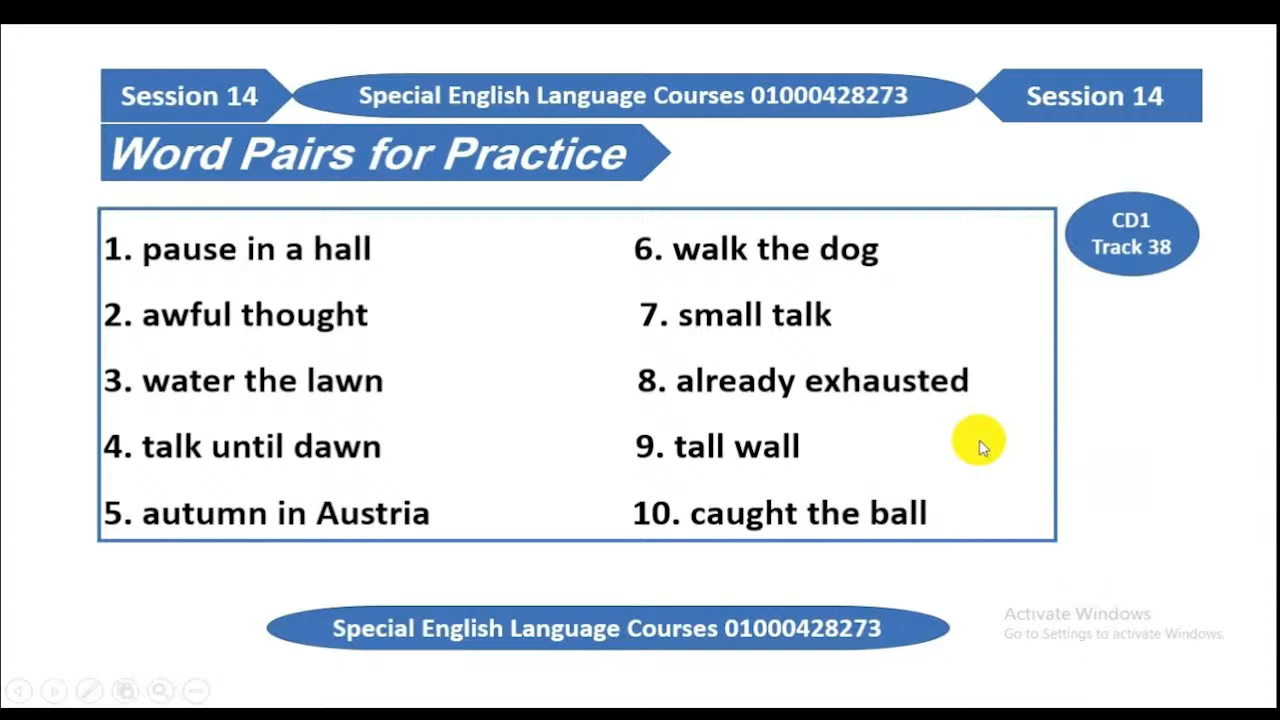 Session 14
Special English Language Courses 01000428273
Session 14
Word Pairs for Practice
CD1
Track 38
1. pause in a hall
2. awful thought
3. water the lawn
4. talk until dawn
5. autumn in Austria
6. walk the dog
7. small talk
8. already exhausted
9. tall wall
10. caught the ball
Special English Language Courses 01000428273
Activate Windows
Go to Settings to activate Windows.